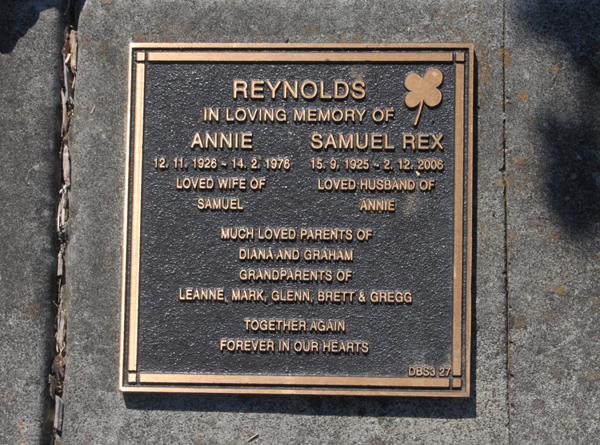 REYNOLDS
IN LOVING MEMORY OF
ANNIE SAMUEL REX
12. 11. 1926 ~ 14. 2. 1976 15. 9. 1925 ~ 2. 12. 2006
LOVED WIFE OF LOVED HUSBAND OF
SAMUEL ANNIE
MUCH LOVED PARENTS OF
DIANA AND GRAHAM
GRANDPARENTS OF
LEANNE, MARK, GLENN, BRETT & GREGG
TOGETHER AGAIN
FOREVER IN OUR HEARTS
DBS3 27